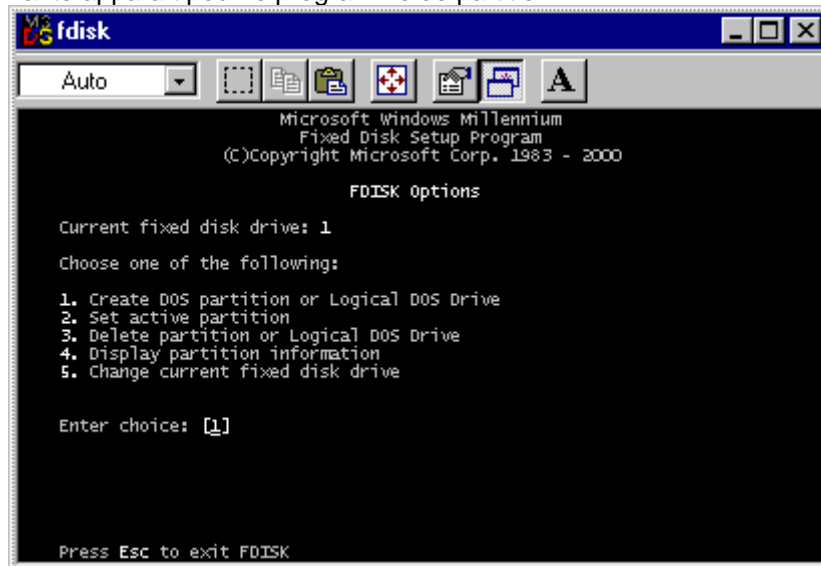 fdisk
Auto
A
Microsoft Windows Millennium
Fixed Disk Setup Program
(C)Copyright Microsoft Corp. 1983 - 2000
FDISK Options
Current fixed disk drive: 1
Choose one of the following:
1. Create DOS partition or Logical DOS Drive
2. Set active partition
3. Delete partition or Logical DOS Drive
4. Display partition information
5. Change current fixed disk drive
Enter choice: [1]
Press Esc to exit FDISK